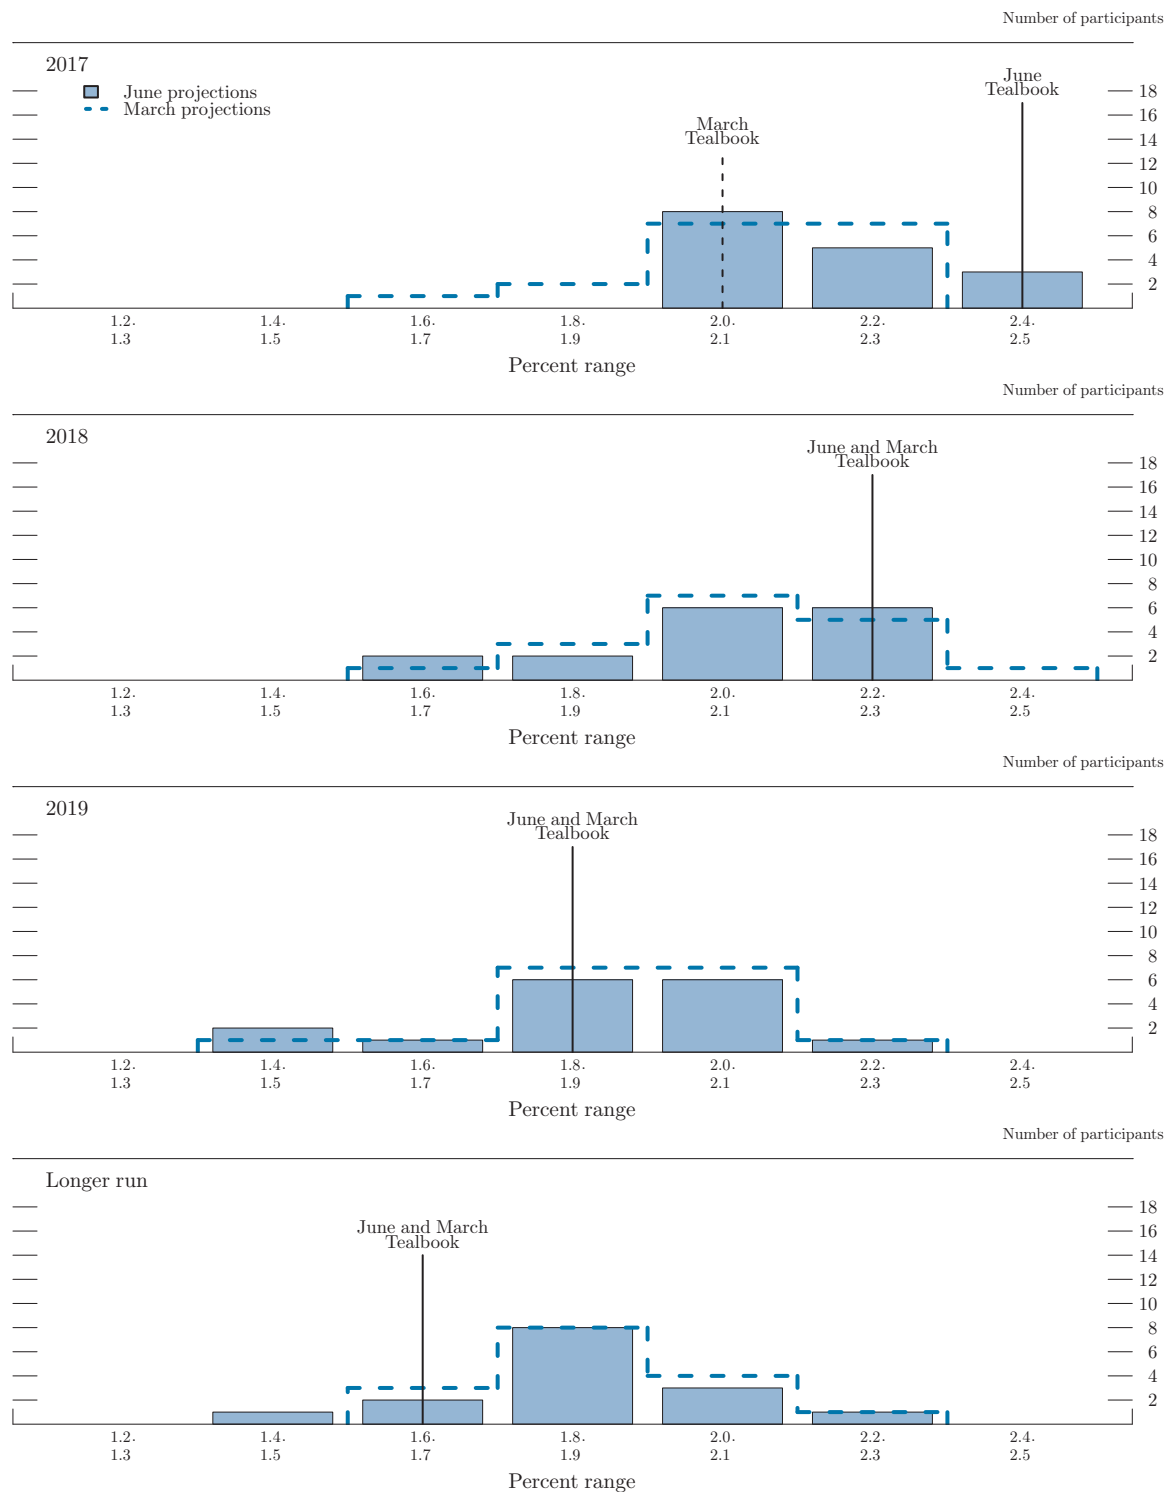 Number of participants
2017
June projections
March projections
June
Tealbook
March
Tealbook
18
16
14
12
10
8
6
4
2
1.2- 1.4- 1.6- 1.8- 2.0- 2.2- 2.4-
1.3 1.5 1.7 1.9 2.1 2.3 2.5
Percent range
Number of participants
2018
June and March
Tealbook
18
16
14
12
10
8
6
4
2
1.2- 1.4- 1.6- 1.8- 2.0- 2.2- 2.4-
1.3 1.5 1.7 1.9 2.1 2.3 2.5
Percent range
Number of participants
2019
June and March
Tealbook
18
16
14
12
10
8
6
4
2
1.2- 1.4- 1.6- 1.8- 2.0- 2.2- 2.4-
1.3 1.5 1.7 1.9 2.1 2.3 2.5
Percent range
Number of participants
Longer run
June and March
Tealbook
18
16
14
12
10
8
6
4
2
1.2- 1.4- 1.6- 1.8- 2.0- 2.2- 2.4-
1.3 1.5 1.7 1.9 2.1 2.3 2.5
Percent range